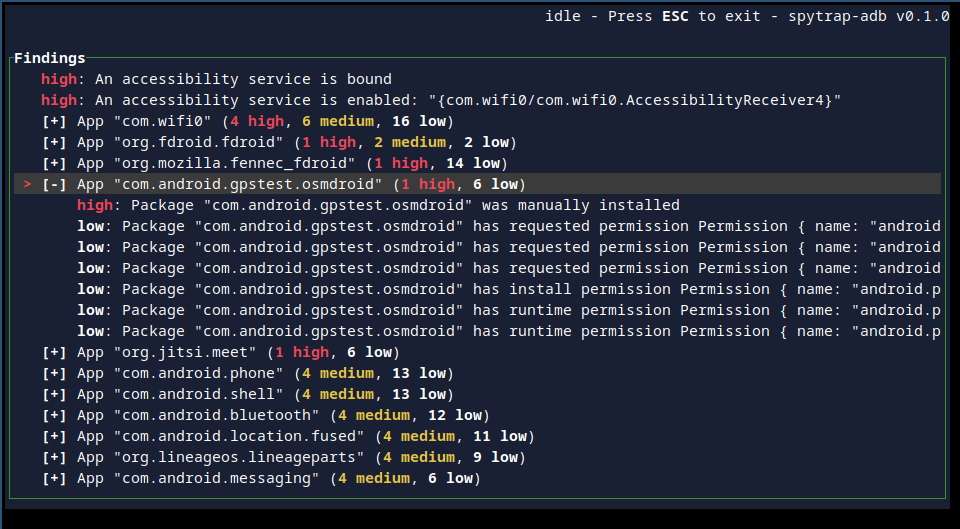 idle - Press ESC to exit - spytrap-adb v0.1.0
Findings
high: An accessibility service is bound
high: An accessibility service is enabled: "{com.wifi0/com.wifi0.AccessibilityReceiver4}"
[+] App "com.wifi0" (4 high, 6 medium, 16 low)
[+] App "org.fdroid.fdroid" (1 high, 2 medium, 2 low)
[+] App "org.mozilla.fennec_fdroid" (1 high, 14 low)
> [-] App "com.android.gpstest.osmdroid" (1 high, 6 low)
high: Package "com.android.gpstest.osmdroid" was manually installed
low: Package "com.android.gpstest.osmdroid" has requested permission Permission { name: "android
low: Package "com.android.gpstest.osmdroid" has requested permission Permission { name: "android
low: Package "com.android.gpstest.osmdroid" has requested permission Permission { name: "android
low: Package "com.android.gpstest.osmdroid" has install permission Permission { name: "android.p
low: Package "com.android.gpstest.osmdroid" has runtime permission Permission { name: "android.p
low: Package "com.android.gpstest.osmdroid" has runtime permission Permission { name: "android.p
[+] App "org.jitsi.meet" (1 high, 6 low)
[+] App "com.android.phone" (4 medium, 13 low)
[+] App "com.android.shell" (4 medium, 13 low)
[+] App "com.android.bluetooth" (4 medium, 12 low)
[+] App "com.android.location.fused" (4 medium, 11 low)
[+] App "org.lineageos.lineageparts" (4 medium, 9 low)
[+] App "com.android.messaging" (4 medium, 6 low)